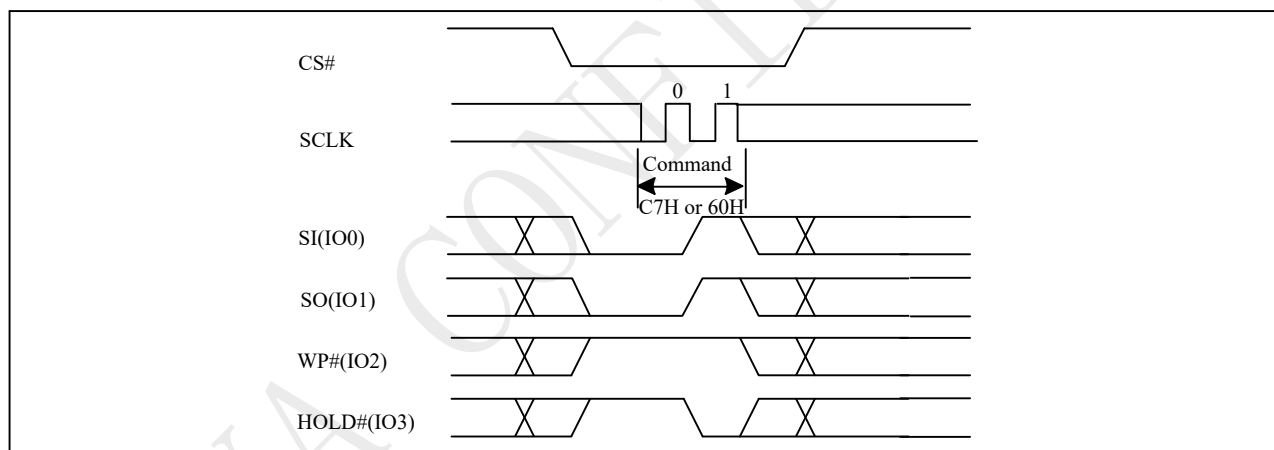 CS#
0 1
SCLK
Command
C7H or 60H
SI(IO0)
SO(IO1)
WP#(IO2)
HOLD#(IO3)